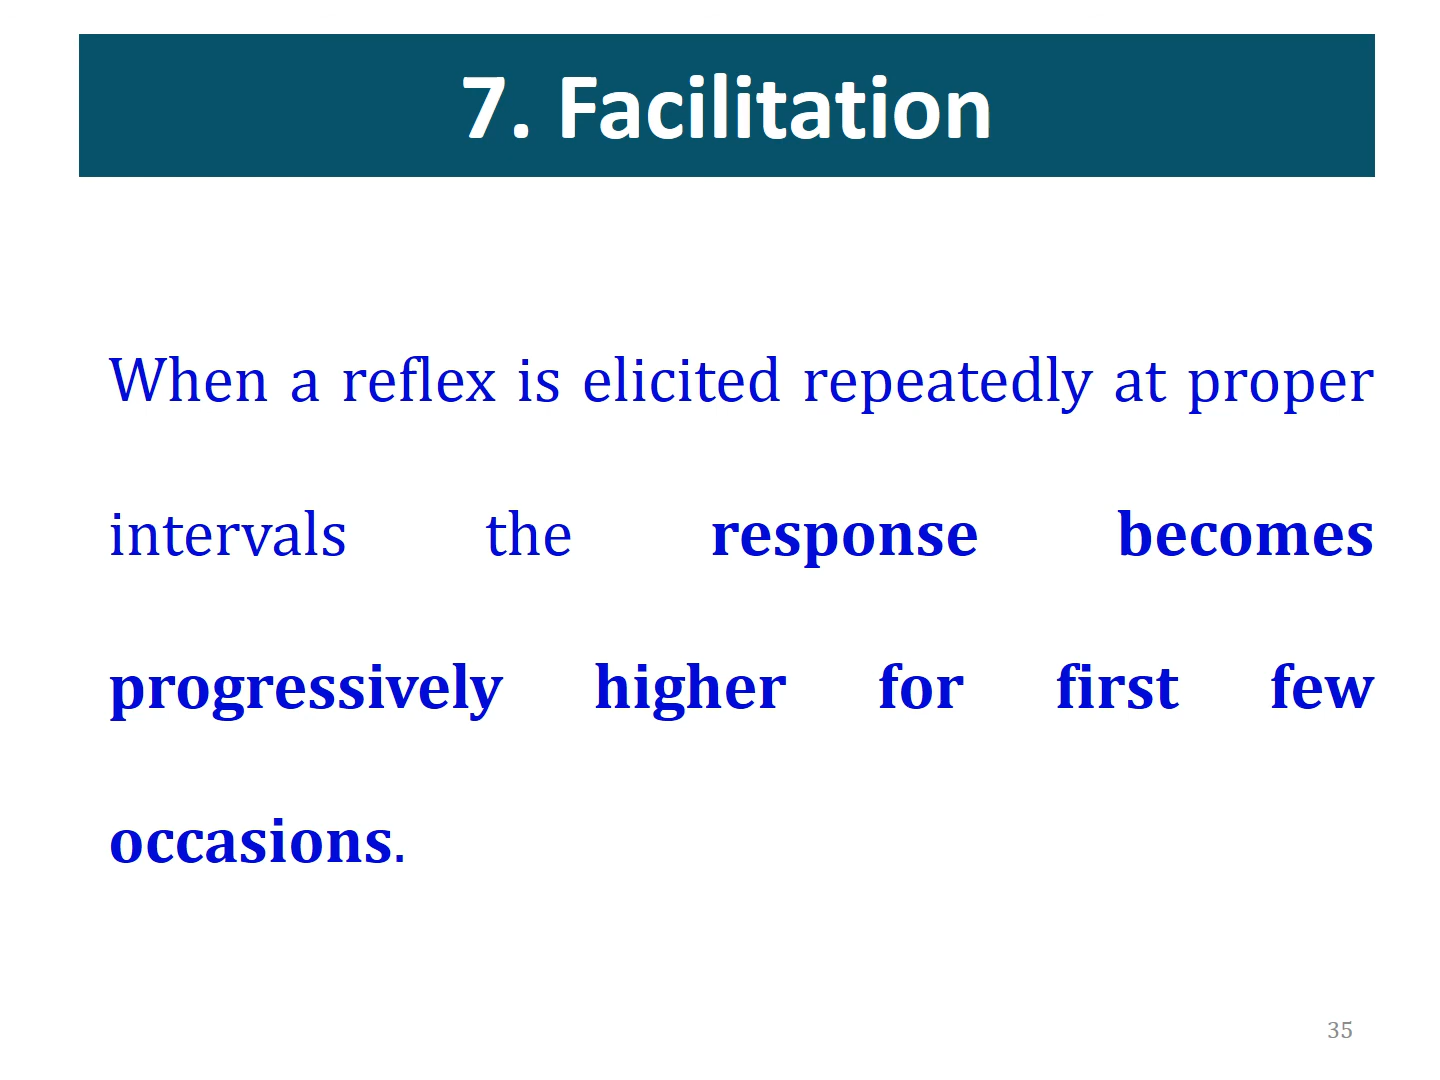 7. Facilitation
When a reflex is elicited repeatedly at proper
intervals the response becomes
progressively higher for first few
occasions.
35